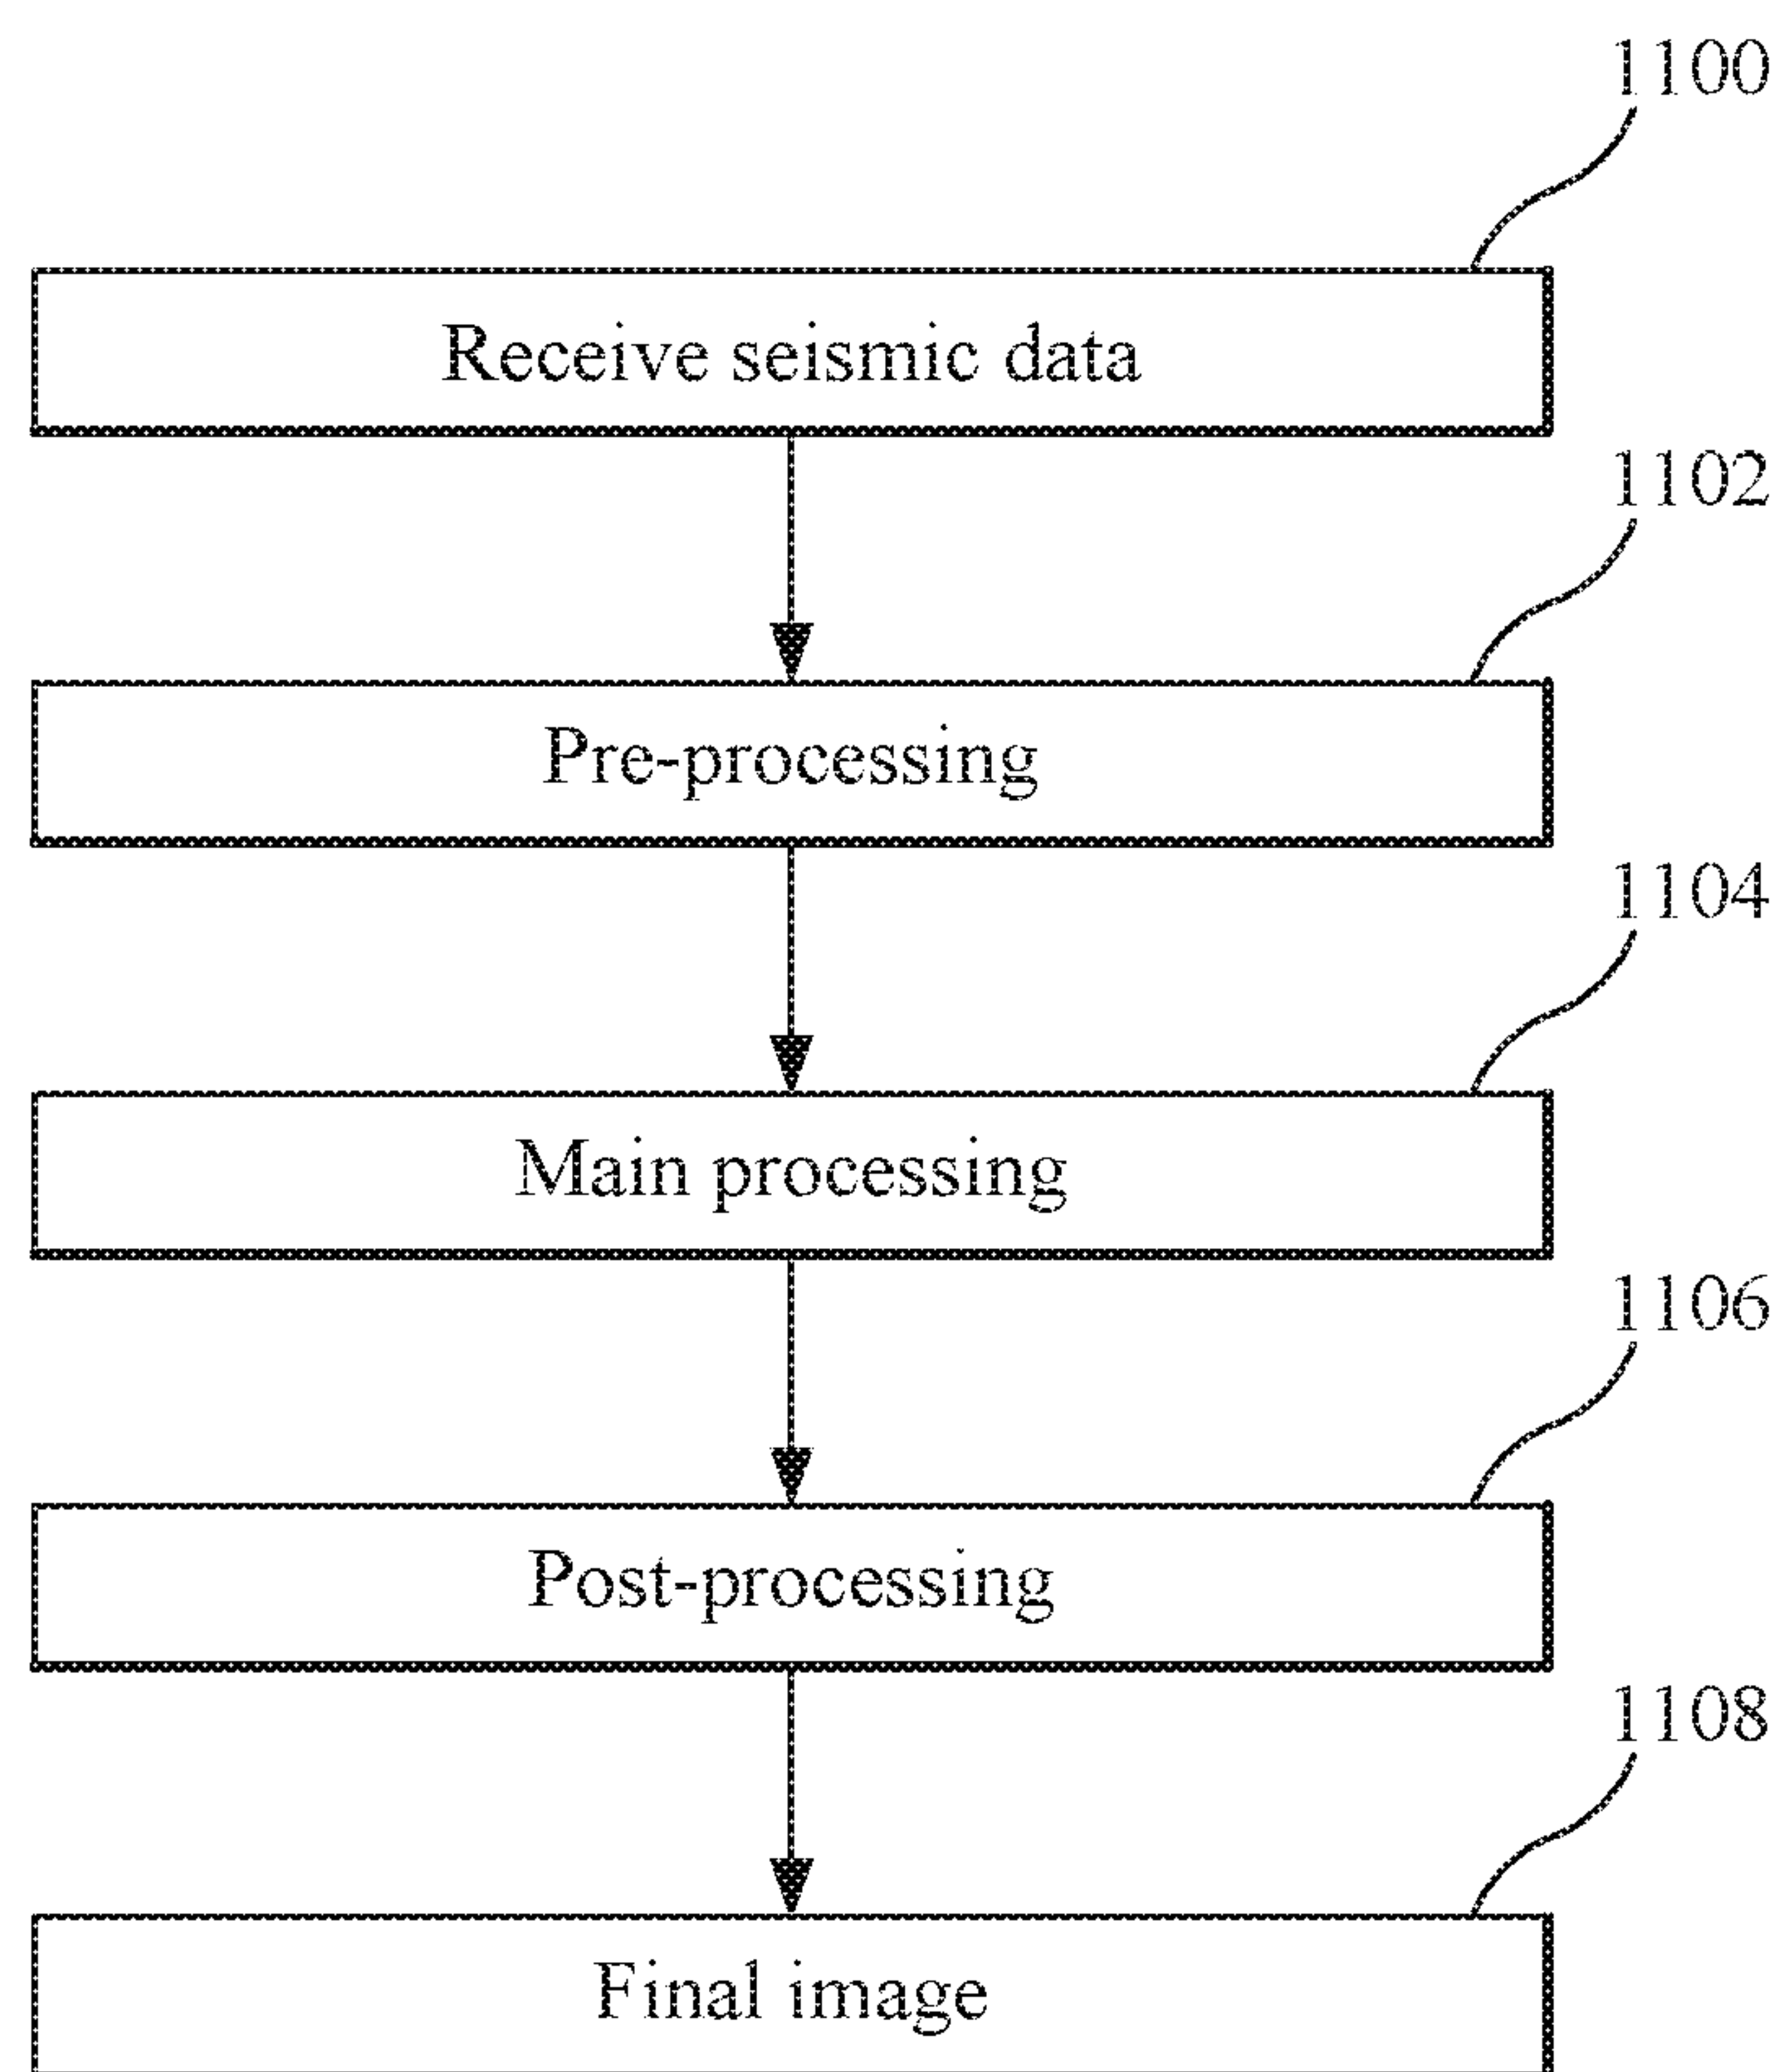 1100
Receive seismic data
1102
Pre-processing
1104
Main processing
1106
Post-processing
1108
Final image